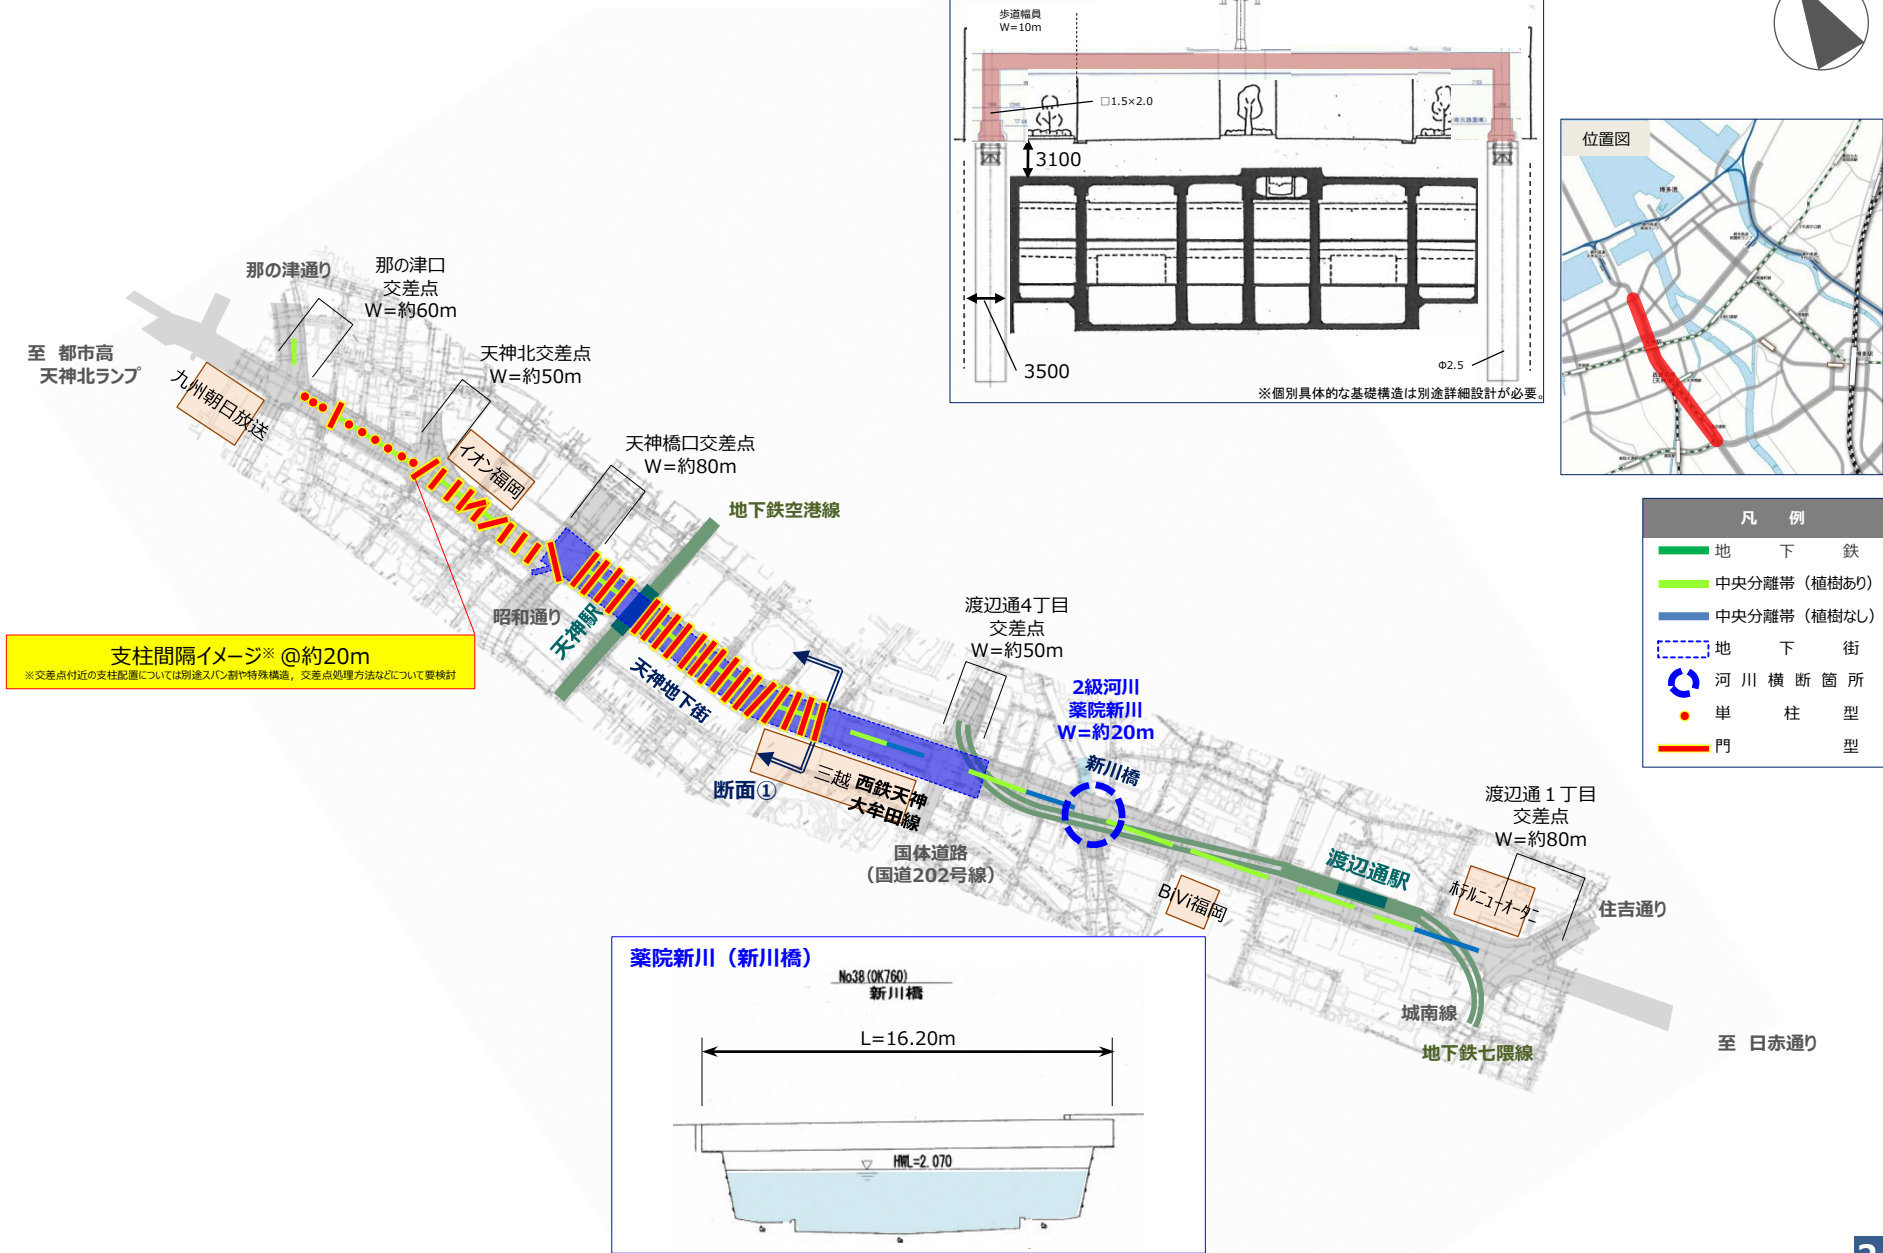 歩道幅員
W=10m
□1.5×2.0
3100
3500
Φ2.5
※個別具体的な基礎構造は別途詳細設計が必要。
位置図
博多港
凡 例
地 下 鉄
中央分離帯（植樹あり）
中央分離帯（植樹なし）
地 下 街
河 川 横 断 箇 所
単 柱 型
門 型
那の津通り
那の津口
交差点
W=約60m
至 都市高
天神北ランプ
九州朝日放送
天神北交差点
W=約50m
イオン福岡
天神橋口交差点
W=約80m
地下鉄空港線
昭和通り
天神駅
支柱間隔イメージ※ @約20m
※交差点付近の支柱配置については別途スパン割や特殊構造，交差点処理方法などについて要検討
天神地下街
断面①
三越
西鉄天神
大牟田線
渡辺通4丁目
交差点
W=約50m
2級河川
薬院新川
W=約20m
新川橋
国体道路
（国道202号線）
BiVi福岡
渡辺通駅
渡辺通１丁目
交差点
W=約80m
ホテルニューオータニ
住吉通り
城南線
地下鉄七隈線
至 日赤通り
薬院新川（新川橋）
No38(OK760)
新川橋
L=16.20m
HWL=2.070